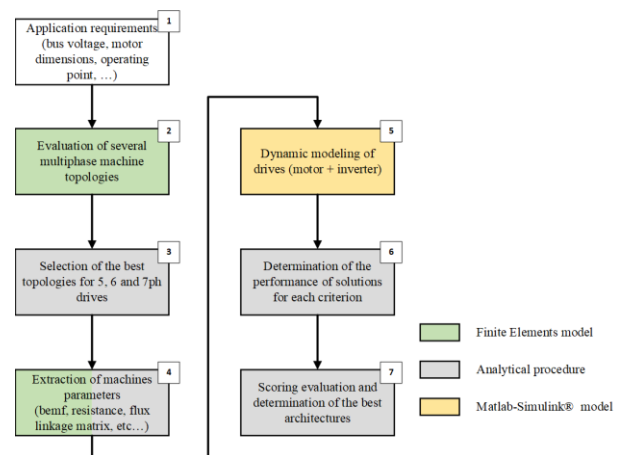 1
Application requirements
(bus voltage, motor
dimensions, operating
point, …)
2
Evaluation of several
multiphase machine
topologies
3
Selection of the best
topologies for 5, 6 and 7ph
drives
4
Extraction of machines
parameters
(bemf, resistance, flux
linkage matrix, etc…)
5
Dynamic modeling of
drives (motor + inverter)
6
Determination of the
performance of solutions
for each criterion
7
Scoring evaluation and
determination of the best
architectures
Finite Elements model
Analytical procedure
Matlab-Simulink® model